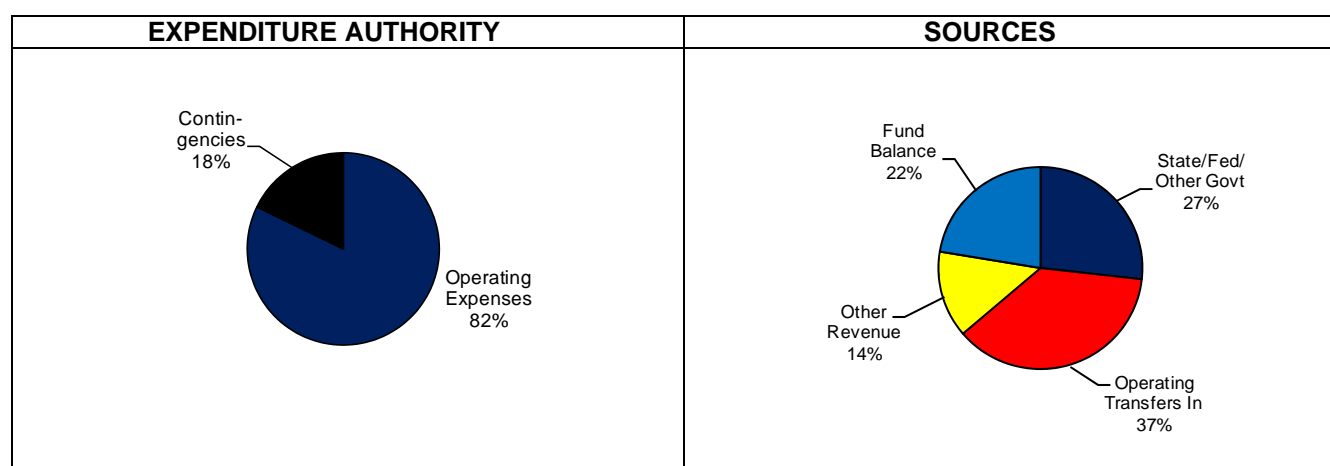 EXPENDITURE AUTHORITY
Contin-
gencies
18%
Operating
Expenses
82%
SOURCES
Fund
Balance
22%
State/Fed/
Other Govt
27%
Other
Revenue
14%
Operating
Transfers In
37%